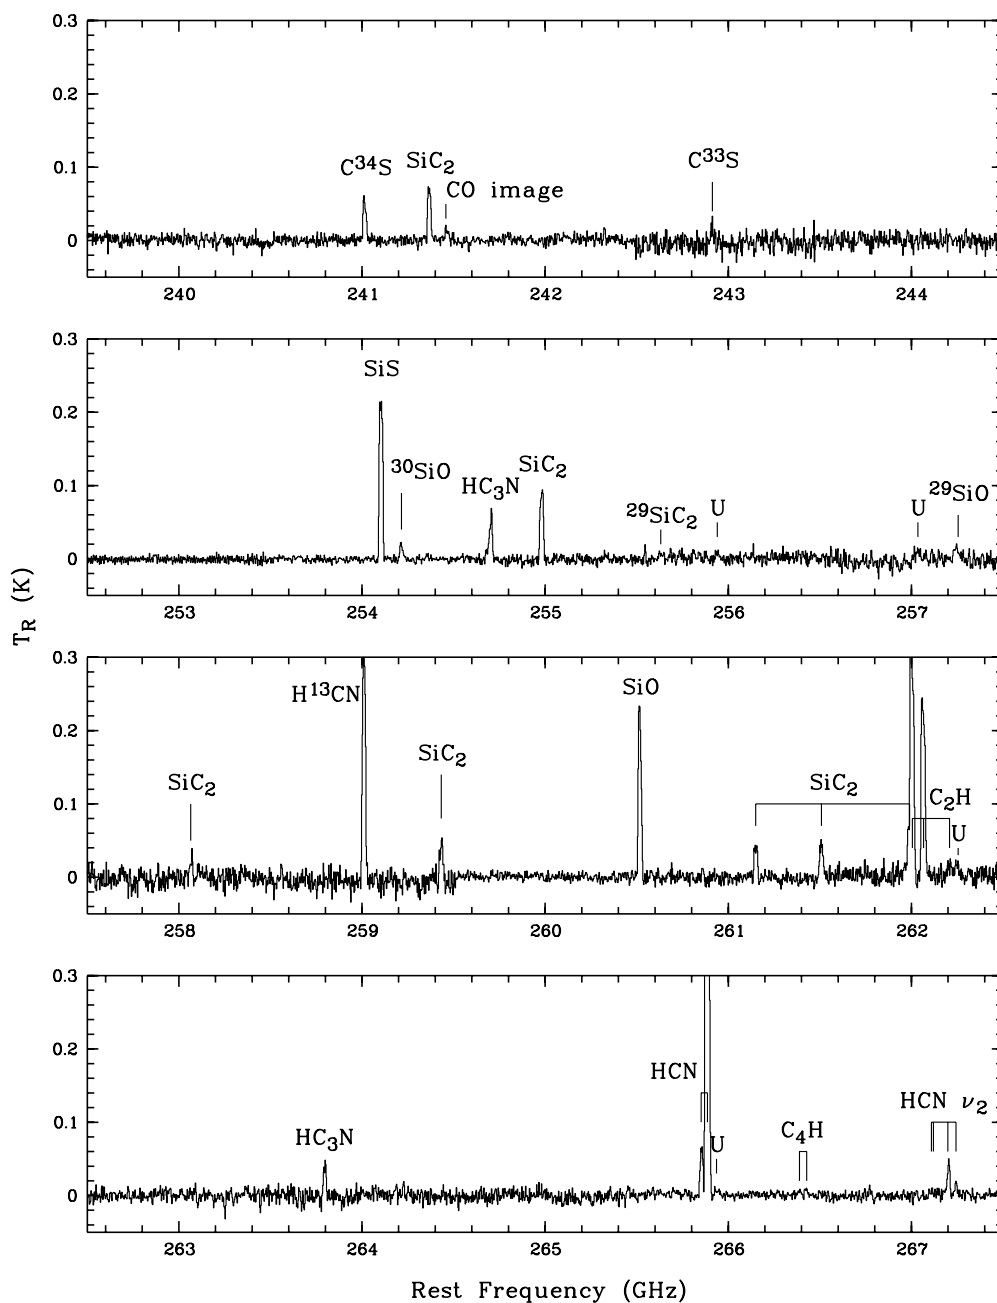 0.3
0.2
0.1
0
C³⁴S
SiC₂
CO image
C³³S
240 241 242 243 244
0.3
0.2
0.1
0
SiS
³⁰SiO
HC₃N
SiC₂
²⁹SiC₂
U
U
²⁹SiO
253 254 255 256 257
T_R (K)
0.3
0.2
0.1
0
SiC₂
H¹³CN
SiC₂
SiO
SiC₂
C₂H
U
258 259 260 261 262
0.3
0.2
0.1
0
HC₃N
HCN
U
C₄H
HCN ν₂
263 264 265 266 267
Rest Frequency (GHz)